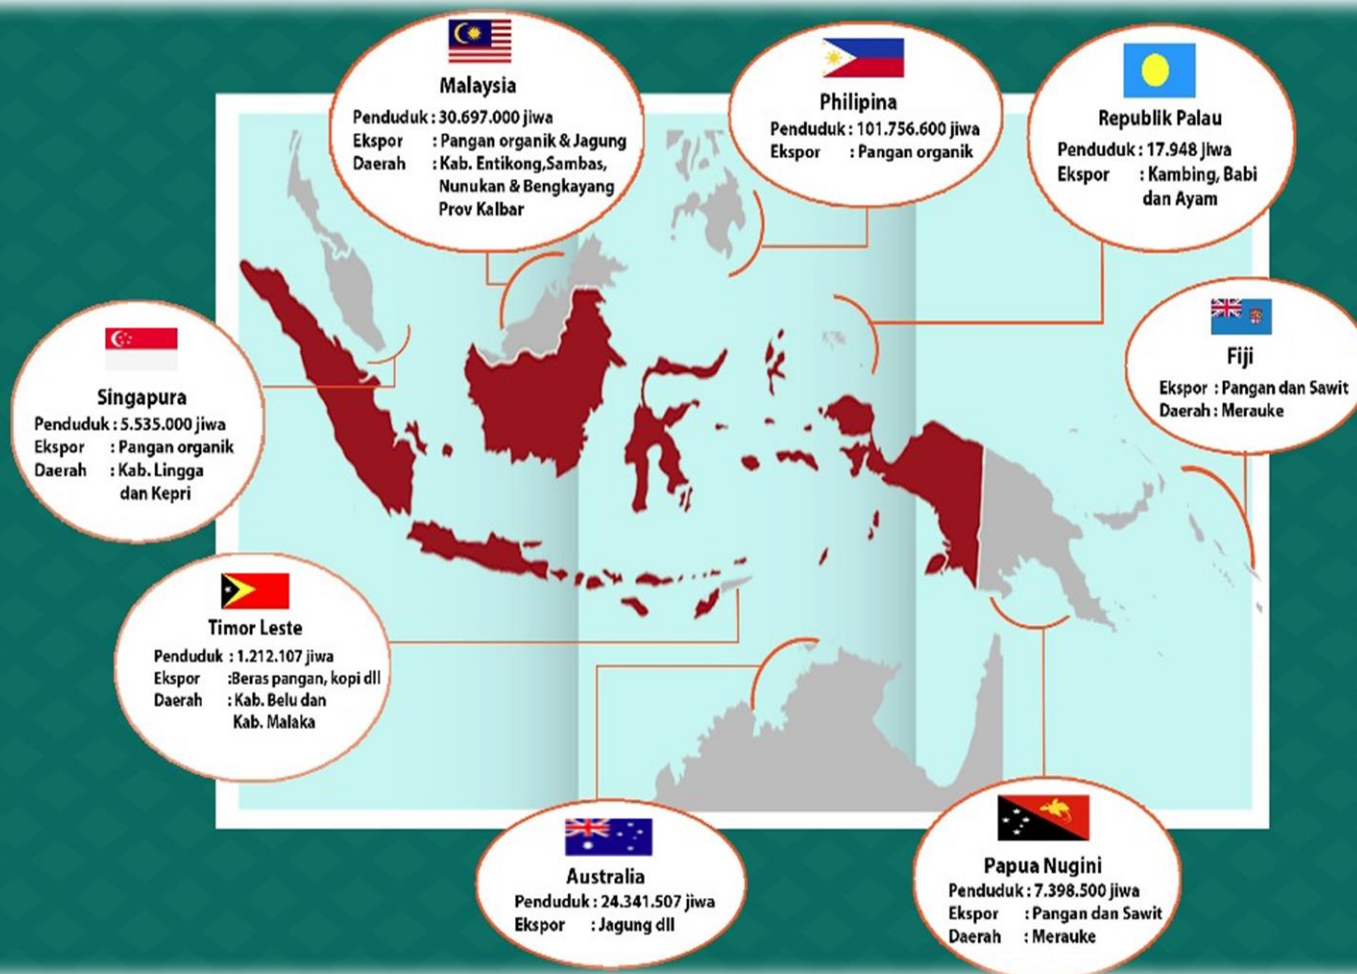 Malaysia
Penduduk : 30.697.000 jiwa
Ekspor : Pangan organik & Jagung
Daerah : Kab. Entikong,Sambas,
Nunukan & Bengkayang
Prov Kalbar
Philipina
Penduduk : 101.756.600 jiwa
Ekspor : Pangan organik
Republik Palau
Penduduk : 17.948 jiwa
Ekspor : Kambing, Babi
dan Ayam
Singapura
Penduduk : 5.535.000 jiwa
Ekspor : Pangan organik
Daerah : Kab. Lingga
dan Kepri
Fiji
Ekspor : Pangan dan Sawit
Daerah : Merauke
Timor Leste
Penduduk : 1.212.107 jiwa
Ekspor :Beras pangan, kopi dll
Daerah : Kab. Belu dan
Kab. Malaka
Australia
Penduduk : 24.341.507 jiwa
Ekspor : Jagung dll
Papua Nugini
Penduduk : 7.398.500 jiwa
Ekspor : Pangan dan Sawit
Daerah : Merauke